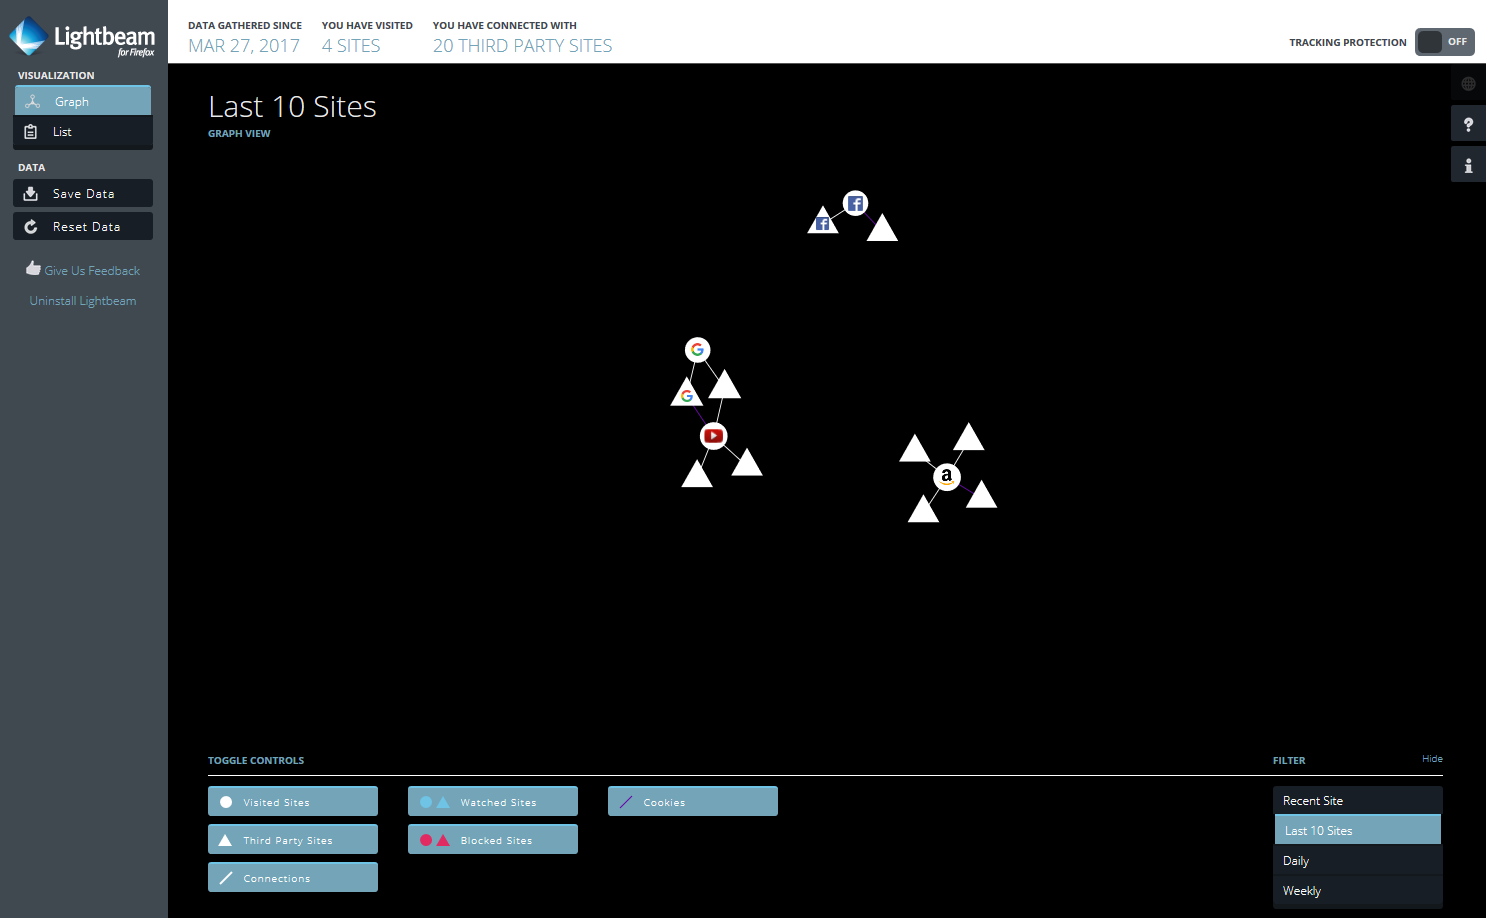 Lightbeam
for Firefox
VISUALIZATION
Graph
List
DATA
Save Data
Reset Data
Give Us Feedback
Uninstall Lightbeam
DATA GATHERED SINCE
MAR 27, 2017
YOU HAVE VISITED
4 SITES
YOU HAVE CONNECTED WITH
20 THIRD PARTY SITES
TRACKING PROTECTION
OFF
Last 10 Sites
GRAPH VIEW
TOGGLE CONTROLS
Visited Sites
Third Party Sites
Connections
Watched Sites
Blocked Sites
Cookies
FILTER
Hide
Recent Site
Last 10 Sites
Daily
Weekly